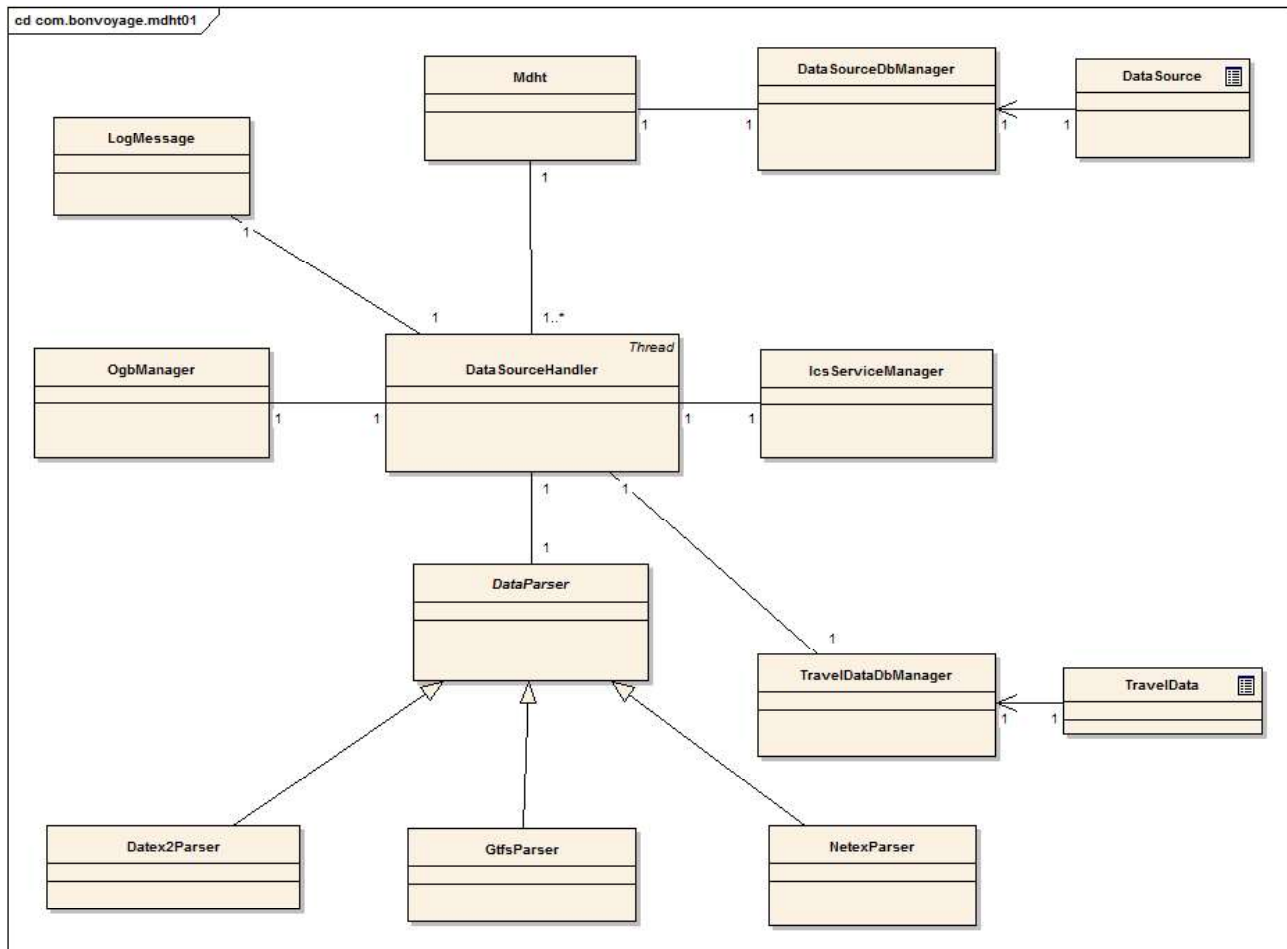 cd com.bonvoyage.mdht01
Mdht
DataSourceDbManager
DataSource
LogMessage
1
1
1
1
1
1
1
1..*
Thread
DataSourceHandler
OgbManager
IcsServiceManager
1
1
1
1
1
1
1
DataParser
1
TravelDataDbManager
TravelData
1
1
Datex2Parser
GtfsParser
NetexParser